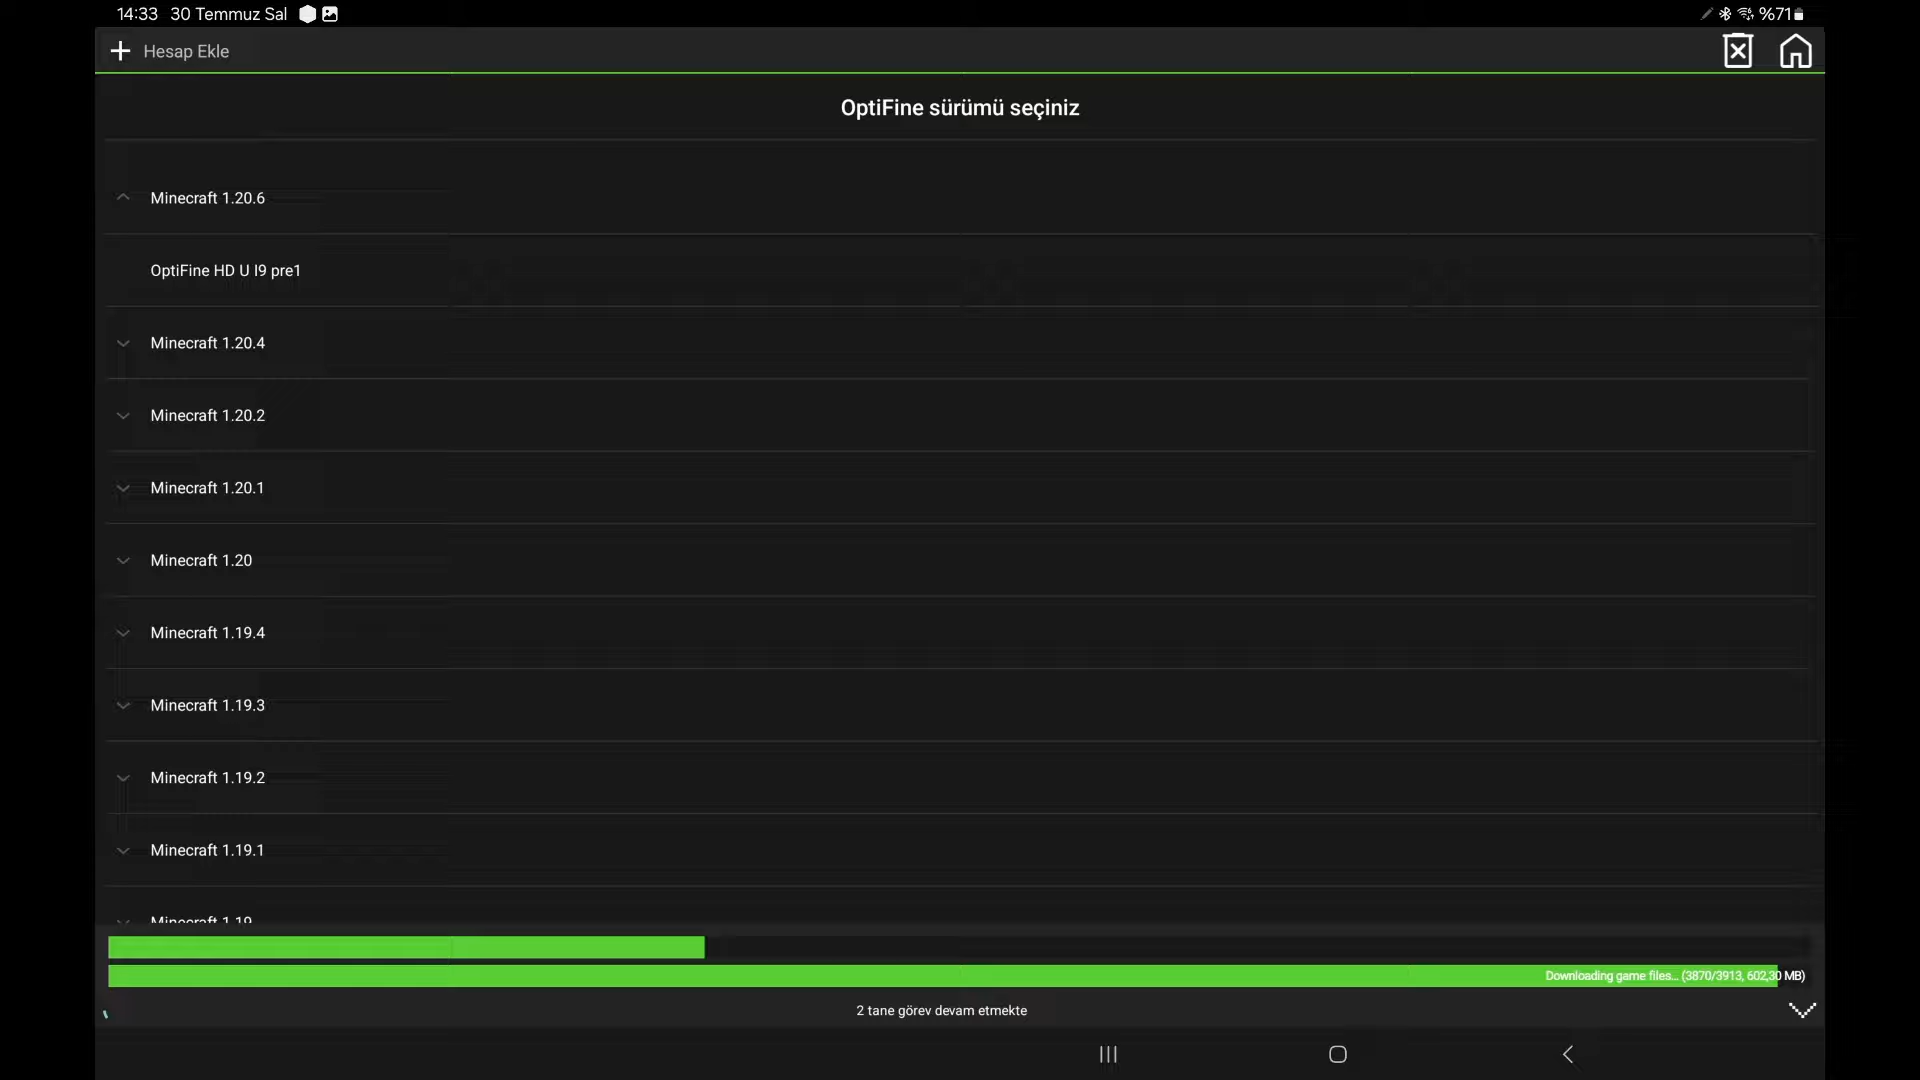 14:33 30 Temmuz Sal
%71
Hesap Ekle
OptiFine sürümü seçiniz
Minecraft 1.20.6
OptiFine HD U I9 pre1
Minecraft 1.20.4
Minecraft 1.20.2
Minecraft 1.20.1
Minecraft 1.20
Minecraft 1.19.4
Minecraft 1.19.3
Minecraft 1.19.2
Minecraft 1.19.1
Minecraft 1.19
Downloading game files... (3870/3913, 602,30 MB)
2 tane görev devam etmekte